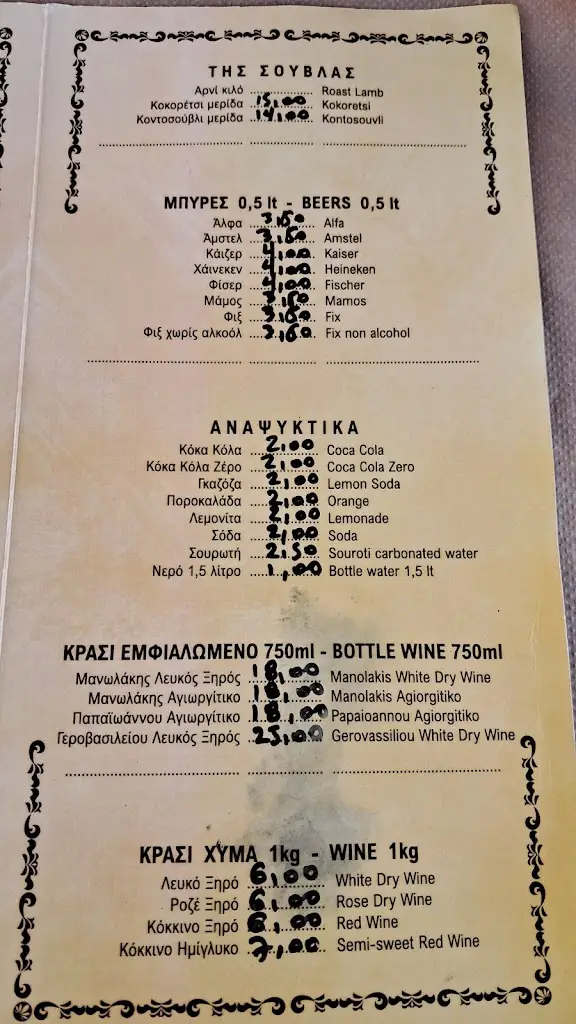 ΤΗΣ ΣΟΥΒΛΑΣ
Αρνί κιλό ..................... Roast Lamb
Κοκορέτσι μερίδα ..15,00.. Kokoretsi
Κοντοσούβλι μερίδα ..14,00.. Kontosouvli
ΜΠΥΡΕΣ 0,5 lt - BEERS 0,5 lt
Άλφα ....3,50.... Alfa
Άμστελ ....3,50.... Amstel
Κάιζερ ....4,00.... Kaiser
Χάινεκεν ....4,00.... Heineken
Φίσερ ....4,00.... Fischer
Μάμος ....3,50.... Mamos
Φιξ ....3,50.... Fix
Φιξ χωρίς αλκοόλ ....3,50.... Fix non alcohol
ΑΝΑΨΥΚΤΙΚΑ
Κόκα Κόλα ....2,00.... Coca Cola
Κόκα Κόλα Ζέρο ....2,00.... Coca Cola Zero
Γκαζόζα ....2,00.... Lemon Soda
Πορoκαλάδα ....2,00.... Orange
Λεμονίτα ....2,00.... Lemonade
Σόδα ....2,00.... Soda
Σουρωτή ....2,50.... Souroti carbonated water
Νερό 1,5 λίτρο ....1,00.... Bottle water 1,5 lt
ΚΡΑΣΙ ΕΜΦΙΑΛΩΜΕΝΟ 750ml - BOTTLE WINE 750ml
Μανωλάκης Λευκός Ξηρός ..18,00.. Manolakis White Dry Wine
Μανωλάκης Αγιωργίτικο ..18,00.. Manolakis Agiorgitiko
Παπαϊωάννου Αγιωργίτικο ..18,00.. Papaioannou Agiorgitiko
Γεροβασιλείου Λευκός Ξηρός ..25,00.. Gerovassiliou White Dry Wine
ΚΡΑΣΙ ΧΥΜΑ 1kg - WINE 1kg
Λευκό Ξηρό ..6,00.. White Dry Wine
Ροζέ Ξηρό ..6,00.. Rose Dry Wine
Κόκκινο Ξηρό ..6,00.. Red Wine
Κόκκινο Ημίγλυκο ..7,00.. Semi-sweet Red Wine